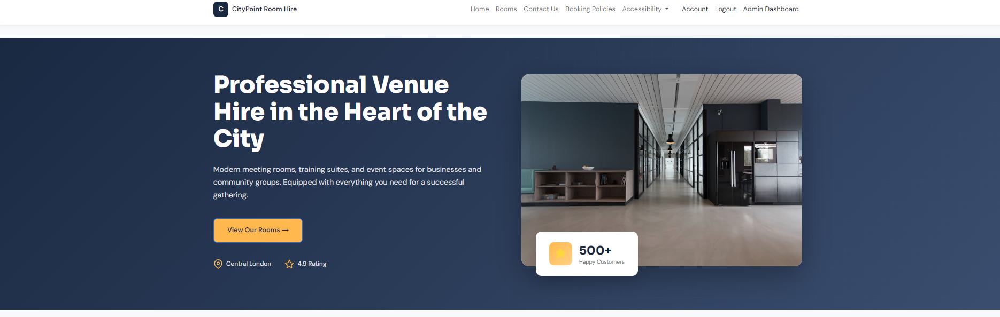 C CityPoint Room Hire
Home Rooms Contact Us Booking Policies Accessibility Account Logout Admin Dashboard
Professional Venue
Hire in the Heart of the
City
Modern meeting rooms, training suites, and event spaces for businesses and
community groups. Equipped with everything you need for a successful
gathering.
View Our Rooms →
Central London 4.9 Rating
500+
Happy Customers